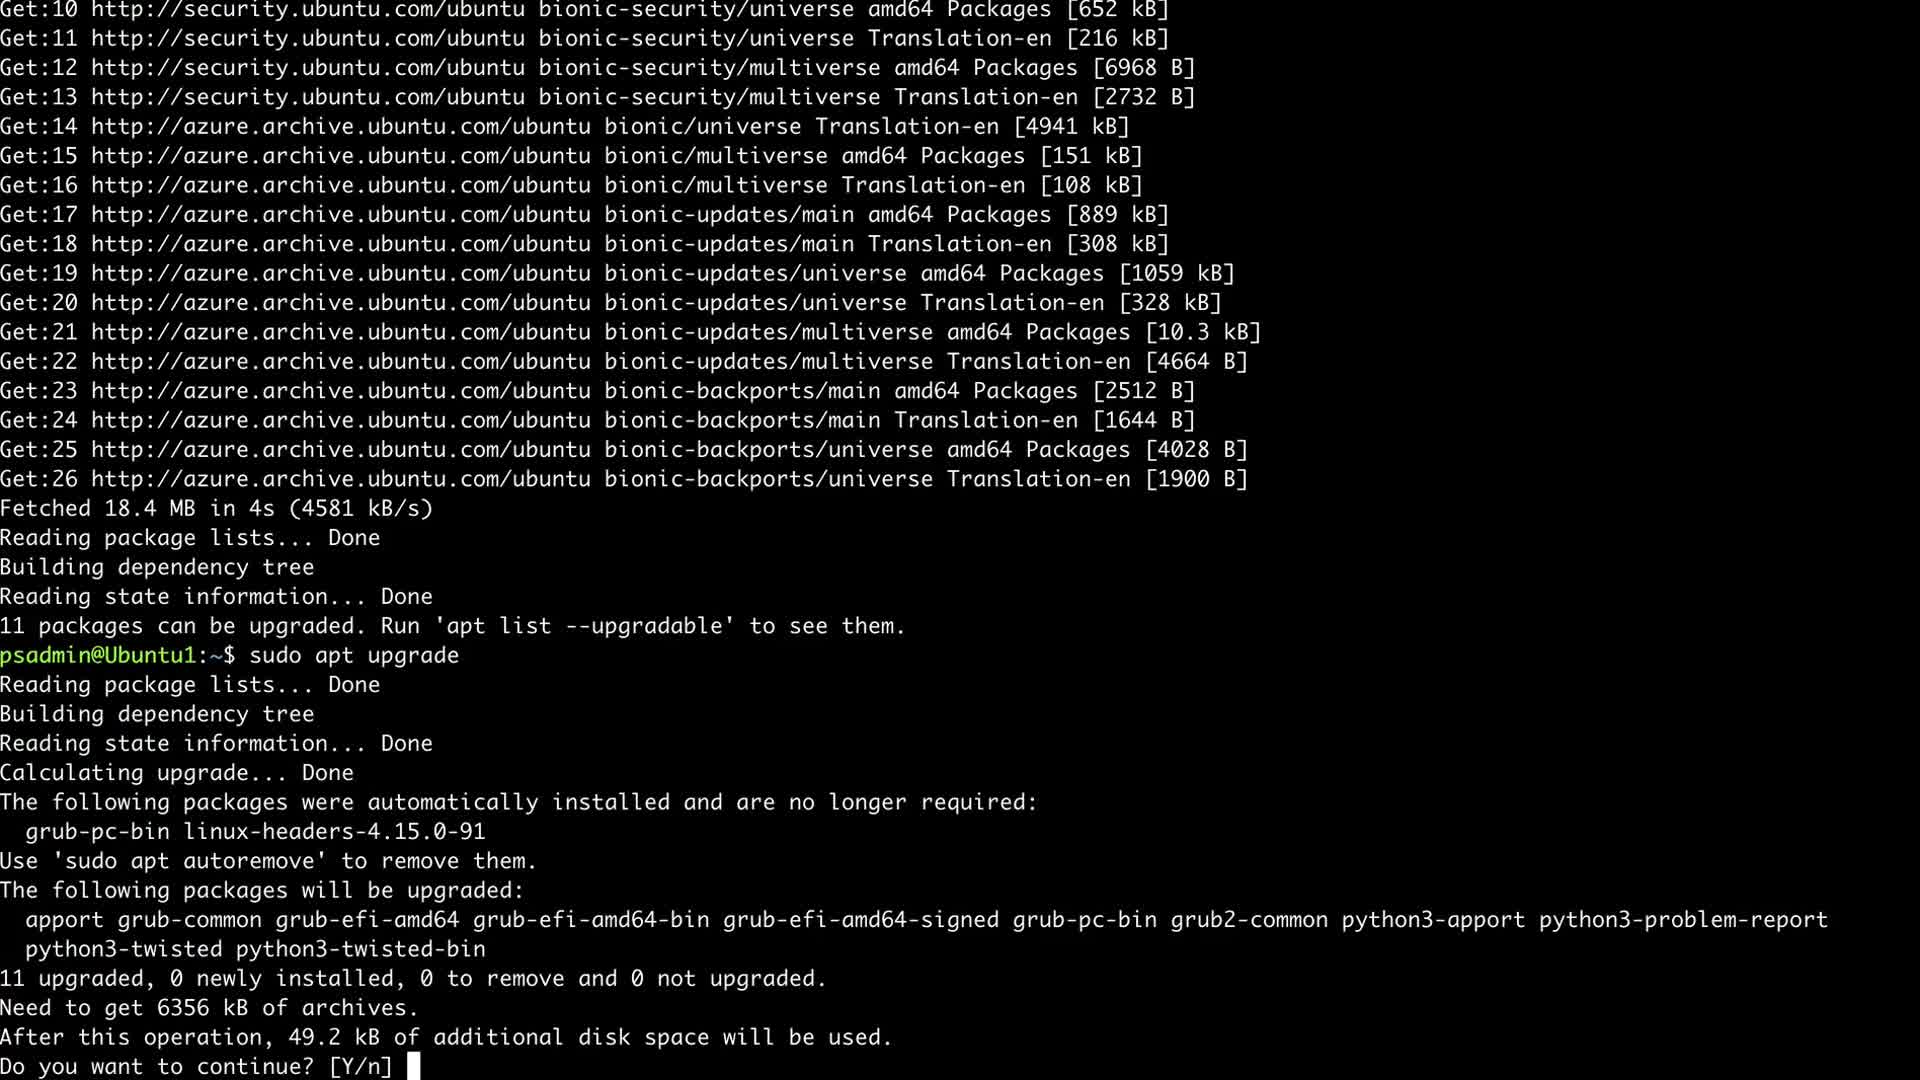 Get:10 http://security.ubuntu.com/ubuntu bionic-security/universe amd64 Packages [652 kB]
Get:11 http://security.ubuntu.com/ubuntu bionic-security/universe Translation-en [216 kB]
Get:12 http://security.ubuntu.com/ubuntu bionic-security/multiverse amd64 Packages [6968 B]
Get:13 http://security.ubuntu.com/ubuntu bionic-security/multiverse Translation-en [2732 B]
Get:14 http://azure.archive.ubuntu.com/ubuntu bionic/universe Translation-en [4941 kB]
Get:15 http://azure.archive.ubuntu.com/ubuntu bionic/multiverse amd64 Packages [151 kB]
Get:16 http://azure.archive.ubuntu.com/ubuntu bionic/multiverse Translation-en [108 kB]
Get:17 http://azure.archive.ubuntu.com/ubuntu bionic-updates/main amd64 Packages [889 kB]
Get:18 http://azure.archive.ubuntu.com/ubuntu bionic-updates/main Translation-en [308 kB]
Get:19 http://azure.archive.ubuntu.com/ubuntu bionic-updates/universe amd64 Packages [1059 kB]
Get:20 http://azure.archive.ubuntu.com/ubuntu bionic-updates/universe Translation-en [328 kB]
Get:21 http://azure.archive.ubuntu.com/ubuntu bionic-updates/multiverse amd64 Packages [10.3 kB]
Get:22 http://azure.archive.ubuntu.com/ubuntu bionic-updates/multiverse Translation-en [4664 B]
Get:23 http://azure.archive.ubuntu.com/ubuntu bionic-backports/main amd64 Packages [2512 B]
Get:24 http://azure.archive.ubuntu.com/ubuntu bionic-backports/main Translation-en [1644 B]
Get:25 http://azure.archive.ubuntu.com/ubuntu bionic-backports/universe amd64 Packages [4028 B]
Get:26 http://azure.archive.ubuntu.com/ubuntu bionic-backports/universe Translation-en [1900 B]
Fetched 18.4 MB in 4s (4581 kB/s)
Reading package lists... Done
Building dependency tree
Reading state information... Done
11 packages can be upgraded. Run 'apt list --upgradable' to see them.
psadmin@Ubuntu1:~$ sudo apt upgrade
Reading package lists... Done
Building dependency tree
Reading state information... Done
Calculating upgrade... Done
The following packages were automatically installed and are no longer required:
  grub-pc-bin linux-headers-4.15.0-91
Use 'sudo apt autoremove' to remove them.
The following packages will be upgraded:
  apport grub-common grub-efi-amd64 grub-efi-amd64-bin grub-efi-amd64-signed grub-pc-bin grub2-common python3-apport python3-problem-report
  python3-twisted python3-twisted-bin
11 upgraded, 0 newly installed, 0 to remove and 0 not upgraded.
Need to get 6356 kB of archives.
After this operation, 49.2 kB of additional disk space will be used.
Do you want to continue? [Y/n]